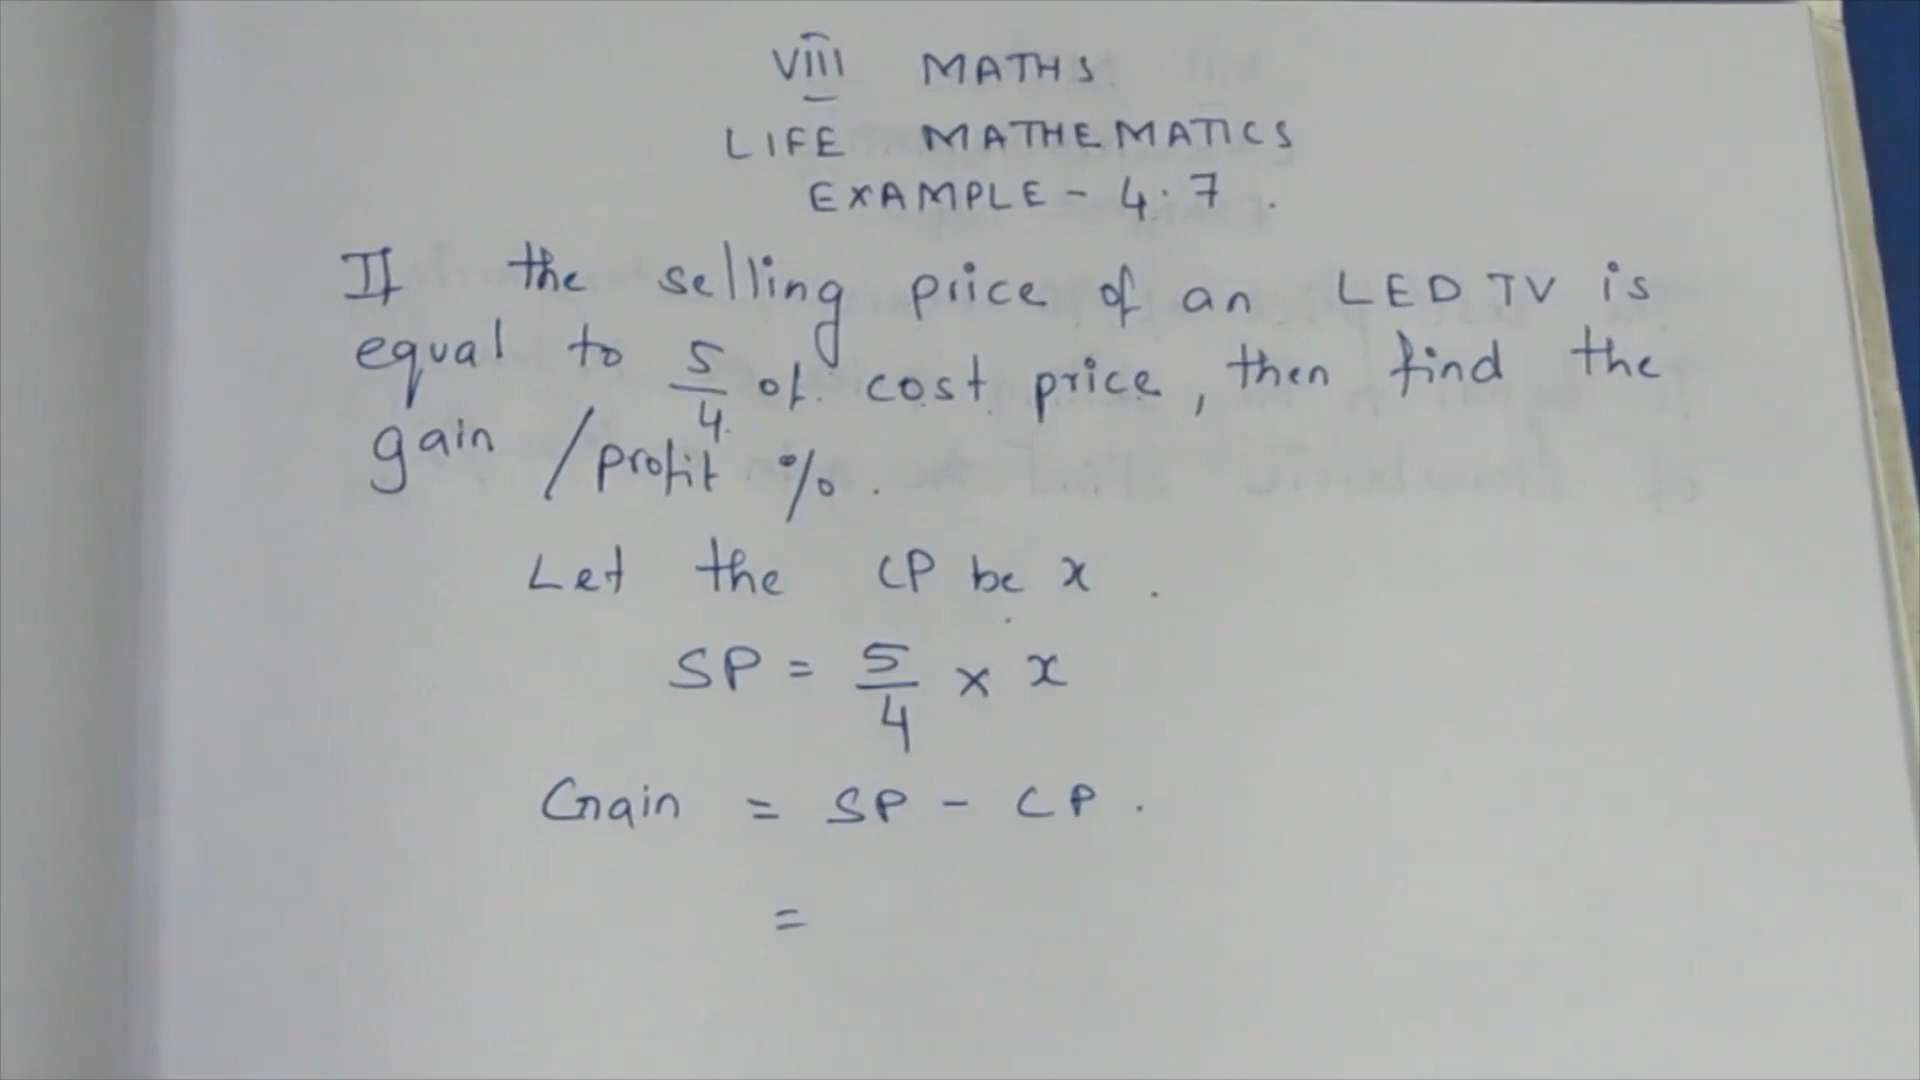 VIII MATHS
LIFE MATHEMATICS
EXAMPLE - 4.7.
If the selling price of an LED TV is
equal to 5/4 of cost price, then find the
gain / profit %.
Let the CP be x.
SP = 5/4 × x
Gain = SP - CP.
=